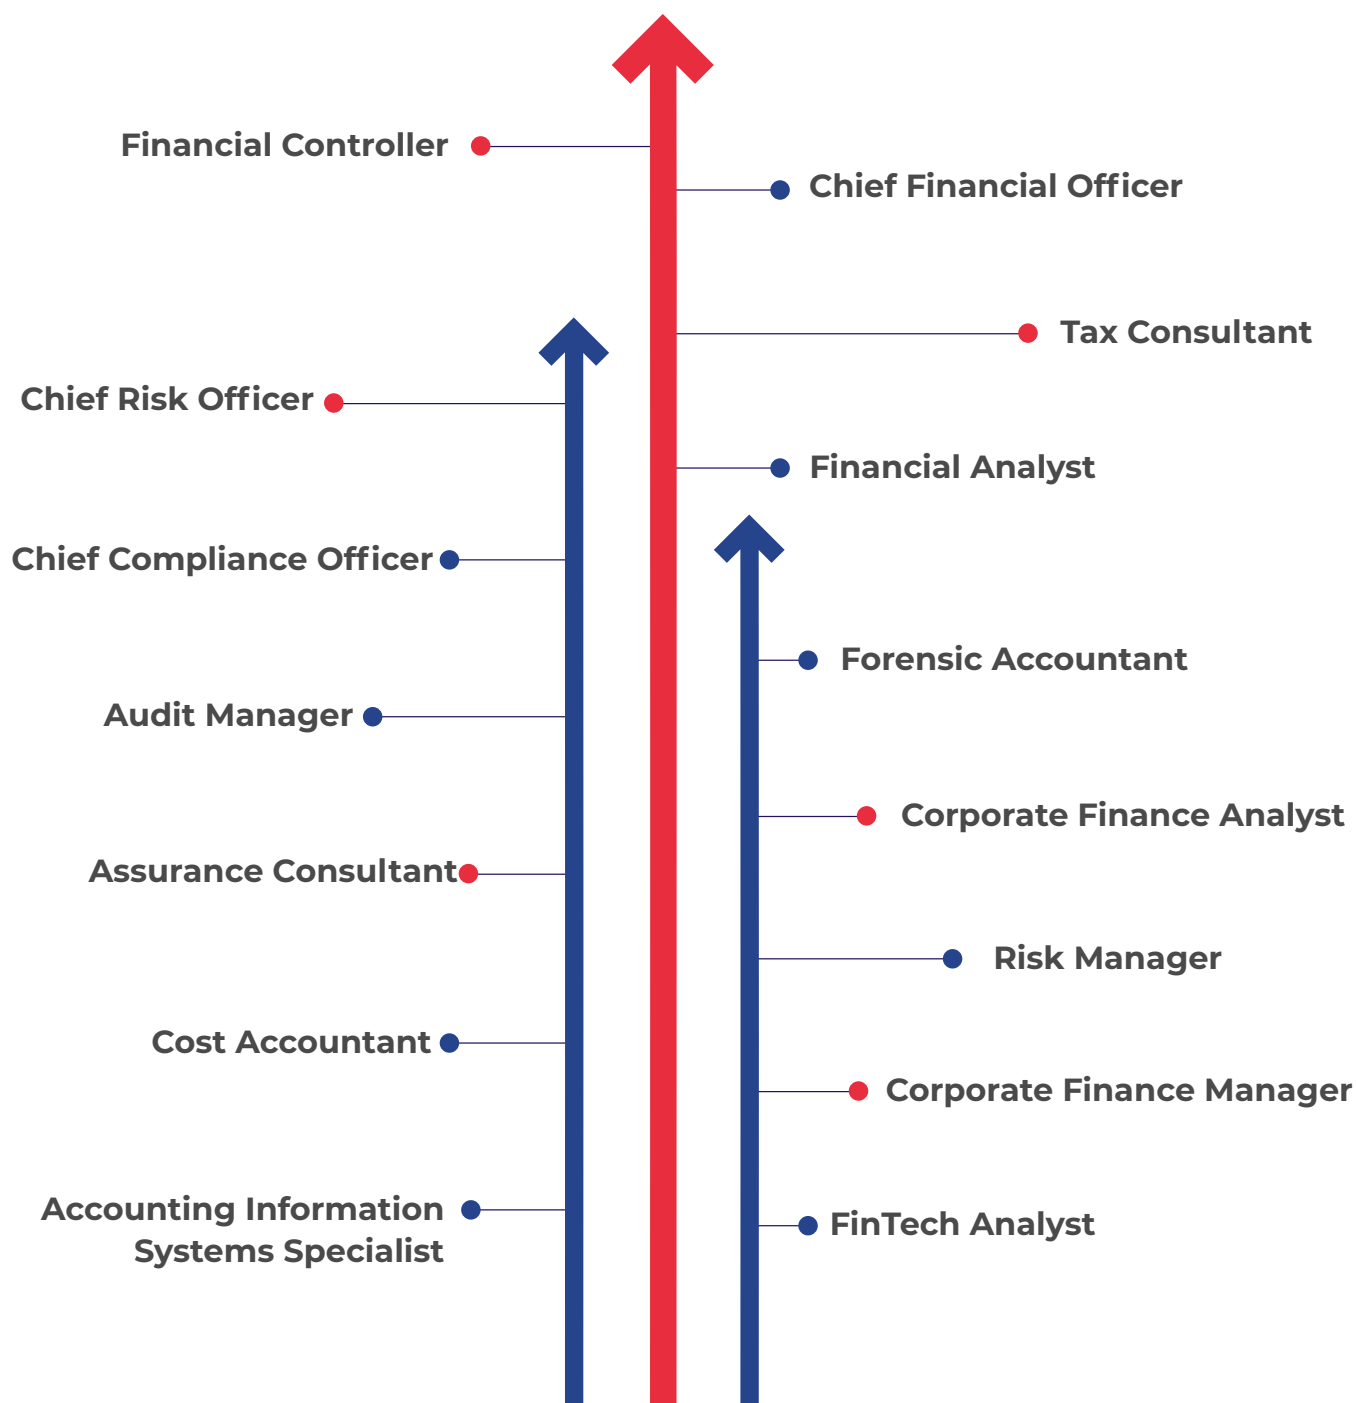 Financial Controller
Chief Financial Officer
Tax Consultant
Chief Risk Officer
Financial Analyst
Chief Compliance Officer
Forensic Accountant
Audit Manager
Corporate Finance Analyst
Assurance Consultant
Risk Manager
Cost Accountant
Corporate Finance Manager
Accounting Information
Systems Specialist
FinTech Analyst